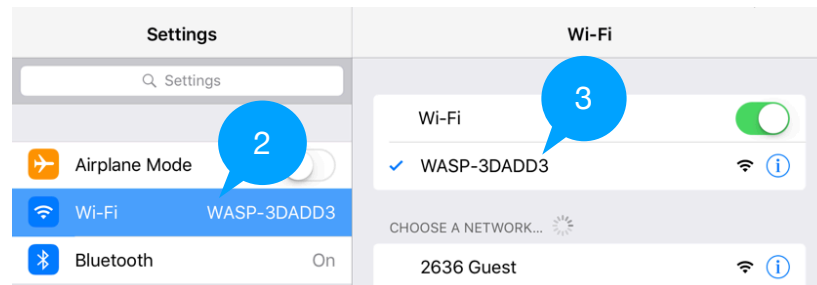 Settings
Wi-Fi
Settings
3
Wi-Fi
2
Airplane Mode
WASP-3DADD3
Wi-Fi WASP-3DADD3
CHOOSE A NETWORK...
Bluetooth On
2636 Guest